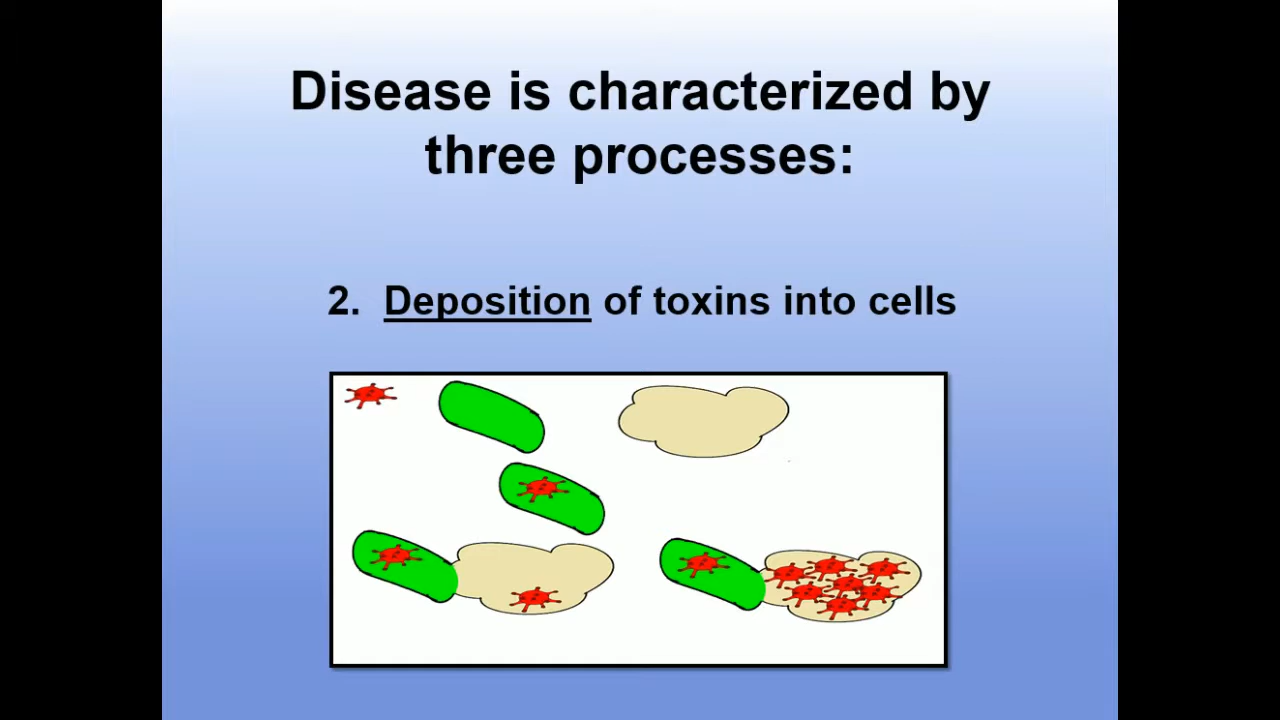 Disease is characterized by
three processes:
2. Deposition of toxins into cells